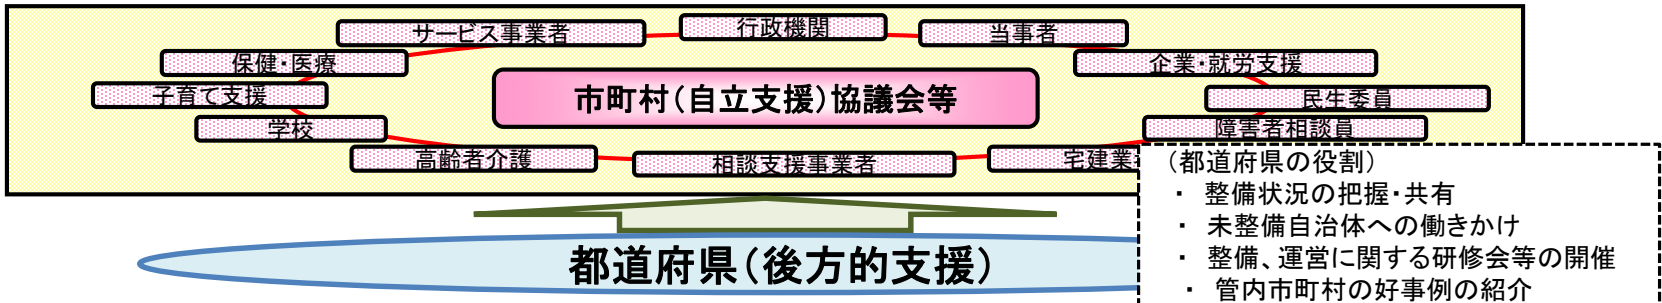 行政機関
サービス事業者
当事者
保健・医療
企業・就労支援
子育て支援
市町村（自立支援）協議会等
民生委員
学校
障害者相談員
高齢者介護
相談支援事業者
宅建業
（都道府県の役割）
・ 整備状況の把握・共有
・ 未整備自治体への働きかけ
・ 整備、運営に関する研修会等の開催
・ 管内市町村の好事例の紹介
都道府県（後方的支援）